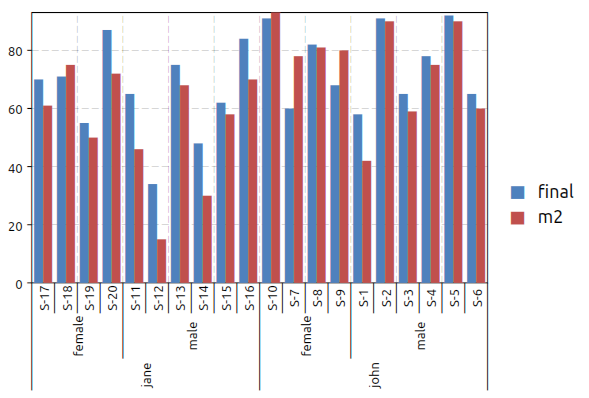 80
60
40
20
0
final
m2
S-17 S-18 S-19 S-20 S-11 S-12 S-13 S-14 S-15 S-16 S-10 S-7 S-8 S-9 S-1 S-2 S-3 S-4 S-5 S-6
female male female male
jane john